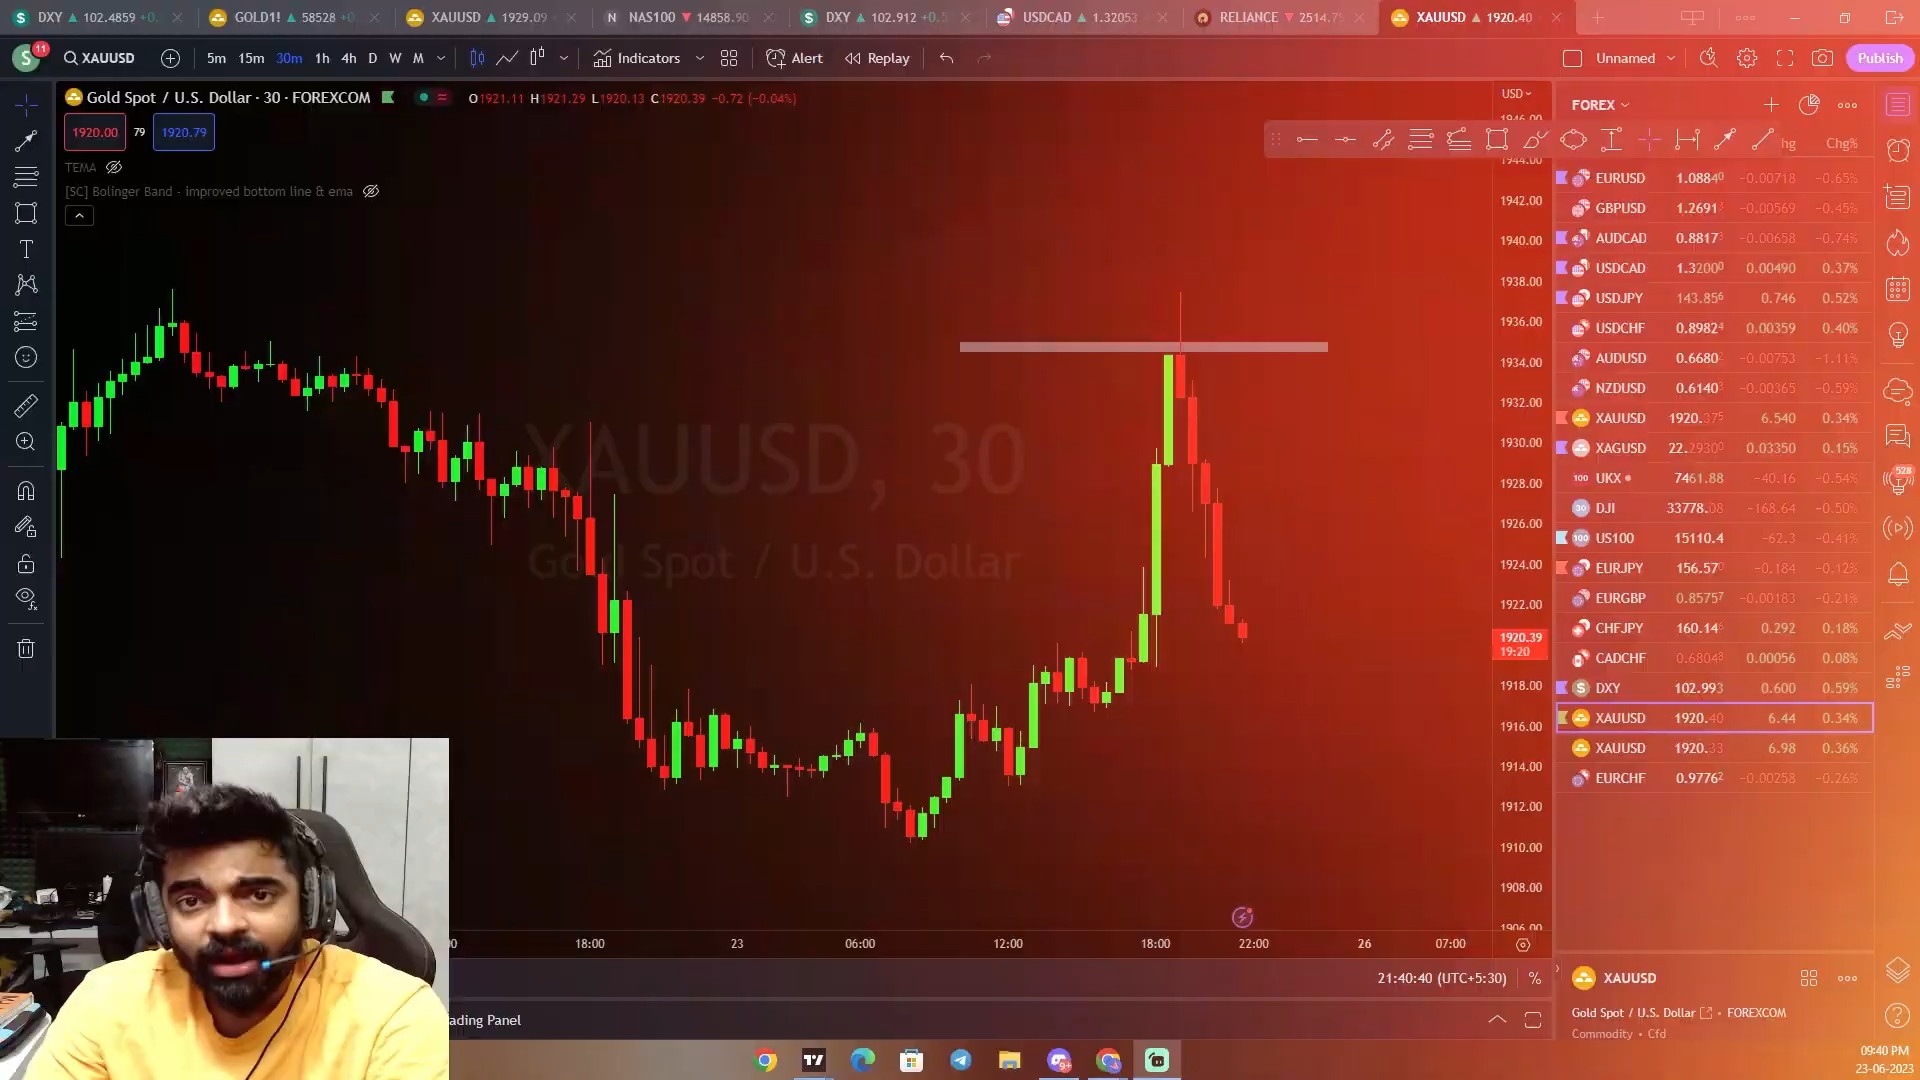 DXY ▲ 102.4859 +0.
GOLD1! ▲ 58528 +0
XAUUSD ▲ 1929.09
NAS100 ▼ 14858.90
DXY ▲ 102.912 +0.5
USDCAD ▲ 1.32053
RELIANCE ▼ 2514.75
XAUUSD ▲ 1920.40
S 11 XAUUSD 5m 15m 30m 1h 4h D W M Indicators Alert Replay Unnamed Publish
Gold Spot / U.S. Dollar · 30 · FOREXCOM O1921.11 H1921.29 L1920.13 C1920.39 −0.72 (−0.04%)
1920.00 79 1920.79
TEMA
[SC] Bolinger Band - improved bottom line & ema
XAUUSD, 30
Gold Spot / U.S. Dollar
USD
1946.00
1944.00
1942.00
1940.00
1938.00
1936.00
1934.00
1932.00
1930.00
1928.00
1926.00
1924.00
1922.00
1920.39
19:20
1918.00
1916.00
1914.00
1912.00
1910.00
1908.00
1906.00
18:00 23 06:00 12:00 18:00 22:00 26 07:00
21:40:40 (UTC+5:30) %
ading Panel
FOREX
hg Chg%
EURUSD 1.08840 −0.00718 −0.65%
GBPUSD 1.2691 −0.00569 −0.45%
AUDCAD 0.8817 −0.00658 −0.74%
USDCAD 1.32000 0.00490 0.37%
USDJPY 143.856 0.746 0.52%
USDCHF 0.89824 0.00359 0.40%
AUDUSD 0.6680 −0.00753 −1.11%
NZDUSD 0.6140 −0.00365 −0.59%
XAUUSD 1920.375 6.540 0.34%
XAGUSD 22.29300 0.03350 0.15%
UKX 7461.88 −40.16 −0.54%
DJI 33778.08 −168.64 −0.50%
US100 15110.4 −62.3 −0.41%
EURJPY 156.570 −0.184 −0.12%
EURGBP 0.85757 −0.00183 −0.21%
CHFJPY 160.14 0.292 0.18%
CADCHF 0.6804 0.00056 0.08%
DXY 102.993 0.600 0.59%
XAUUSD 1920.40 6.44 0.34%
XAUUSD 1920.33 6.98 0.36%
EURCHF 0.97762 −0.00258 −0.26%
528
XAUUSD
Gold Spot / U.S. Dollar • FOREXCOM
Commodity • Cfd
09:40 PM
23-06-2023